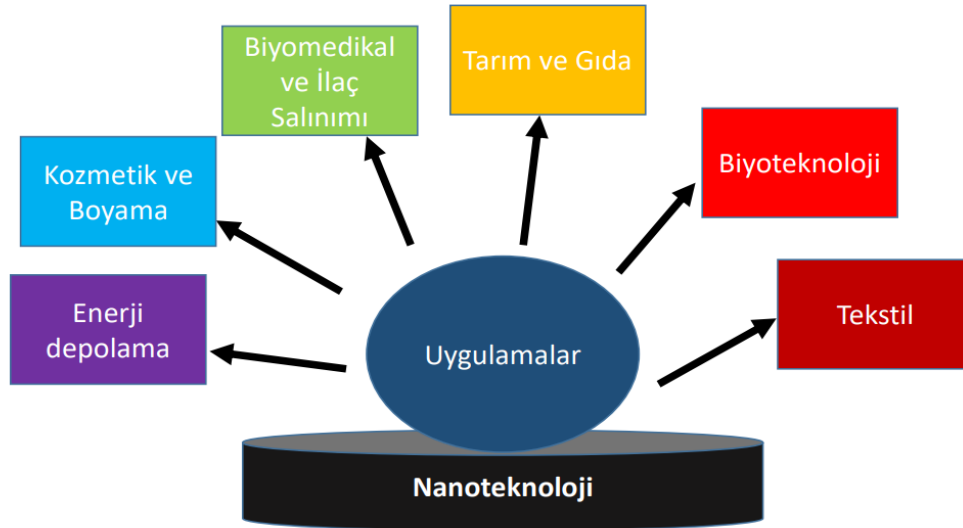 Biyomedikal
ve İlaç
Salınımı
Tarım ve Gıda
Kozmetik ve
Boyama
Biyoteknoloji
Enerji
depolama
Tekstil
Uygulamalar
Nanoteknoloji